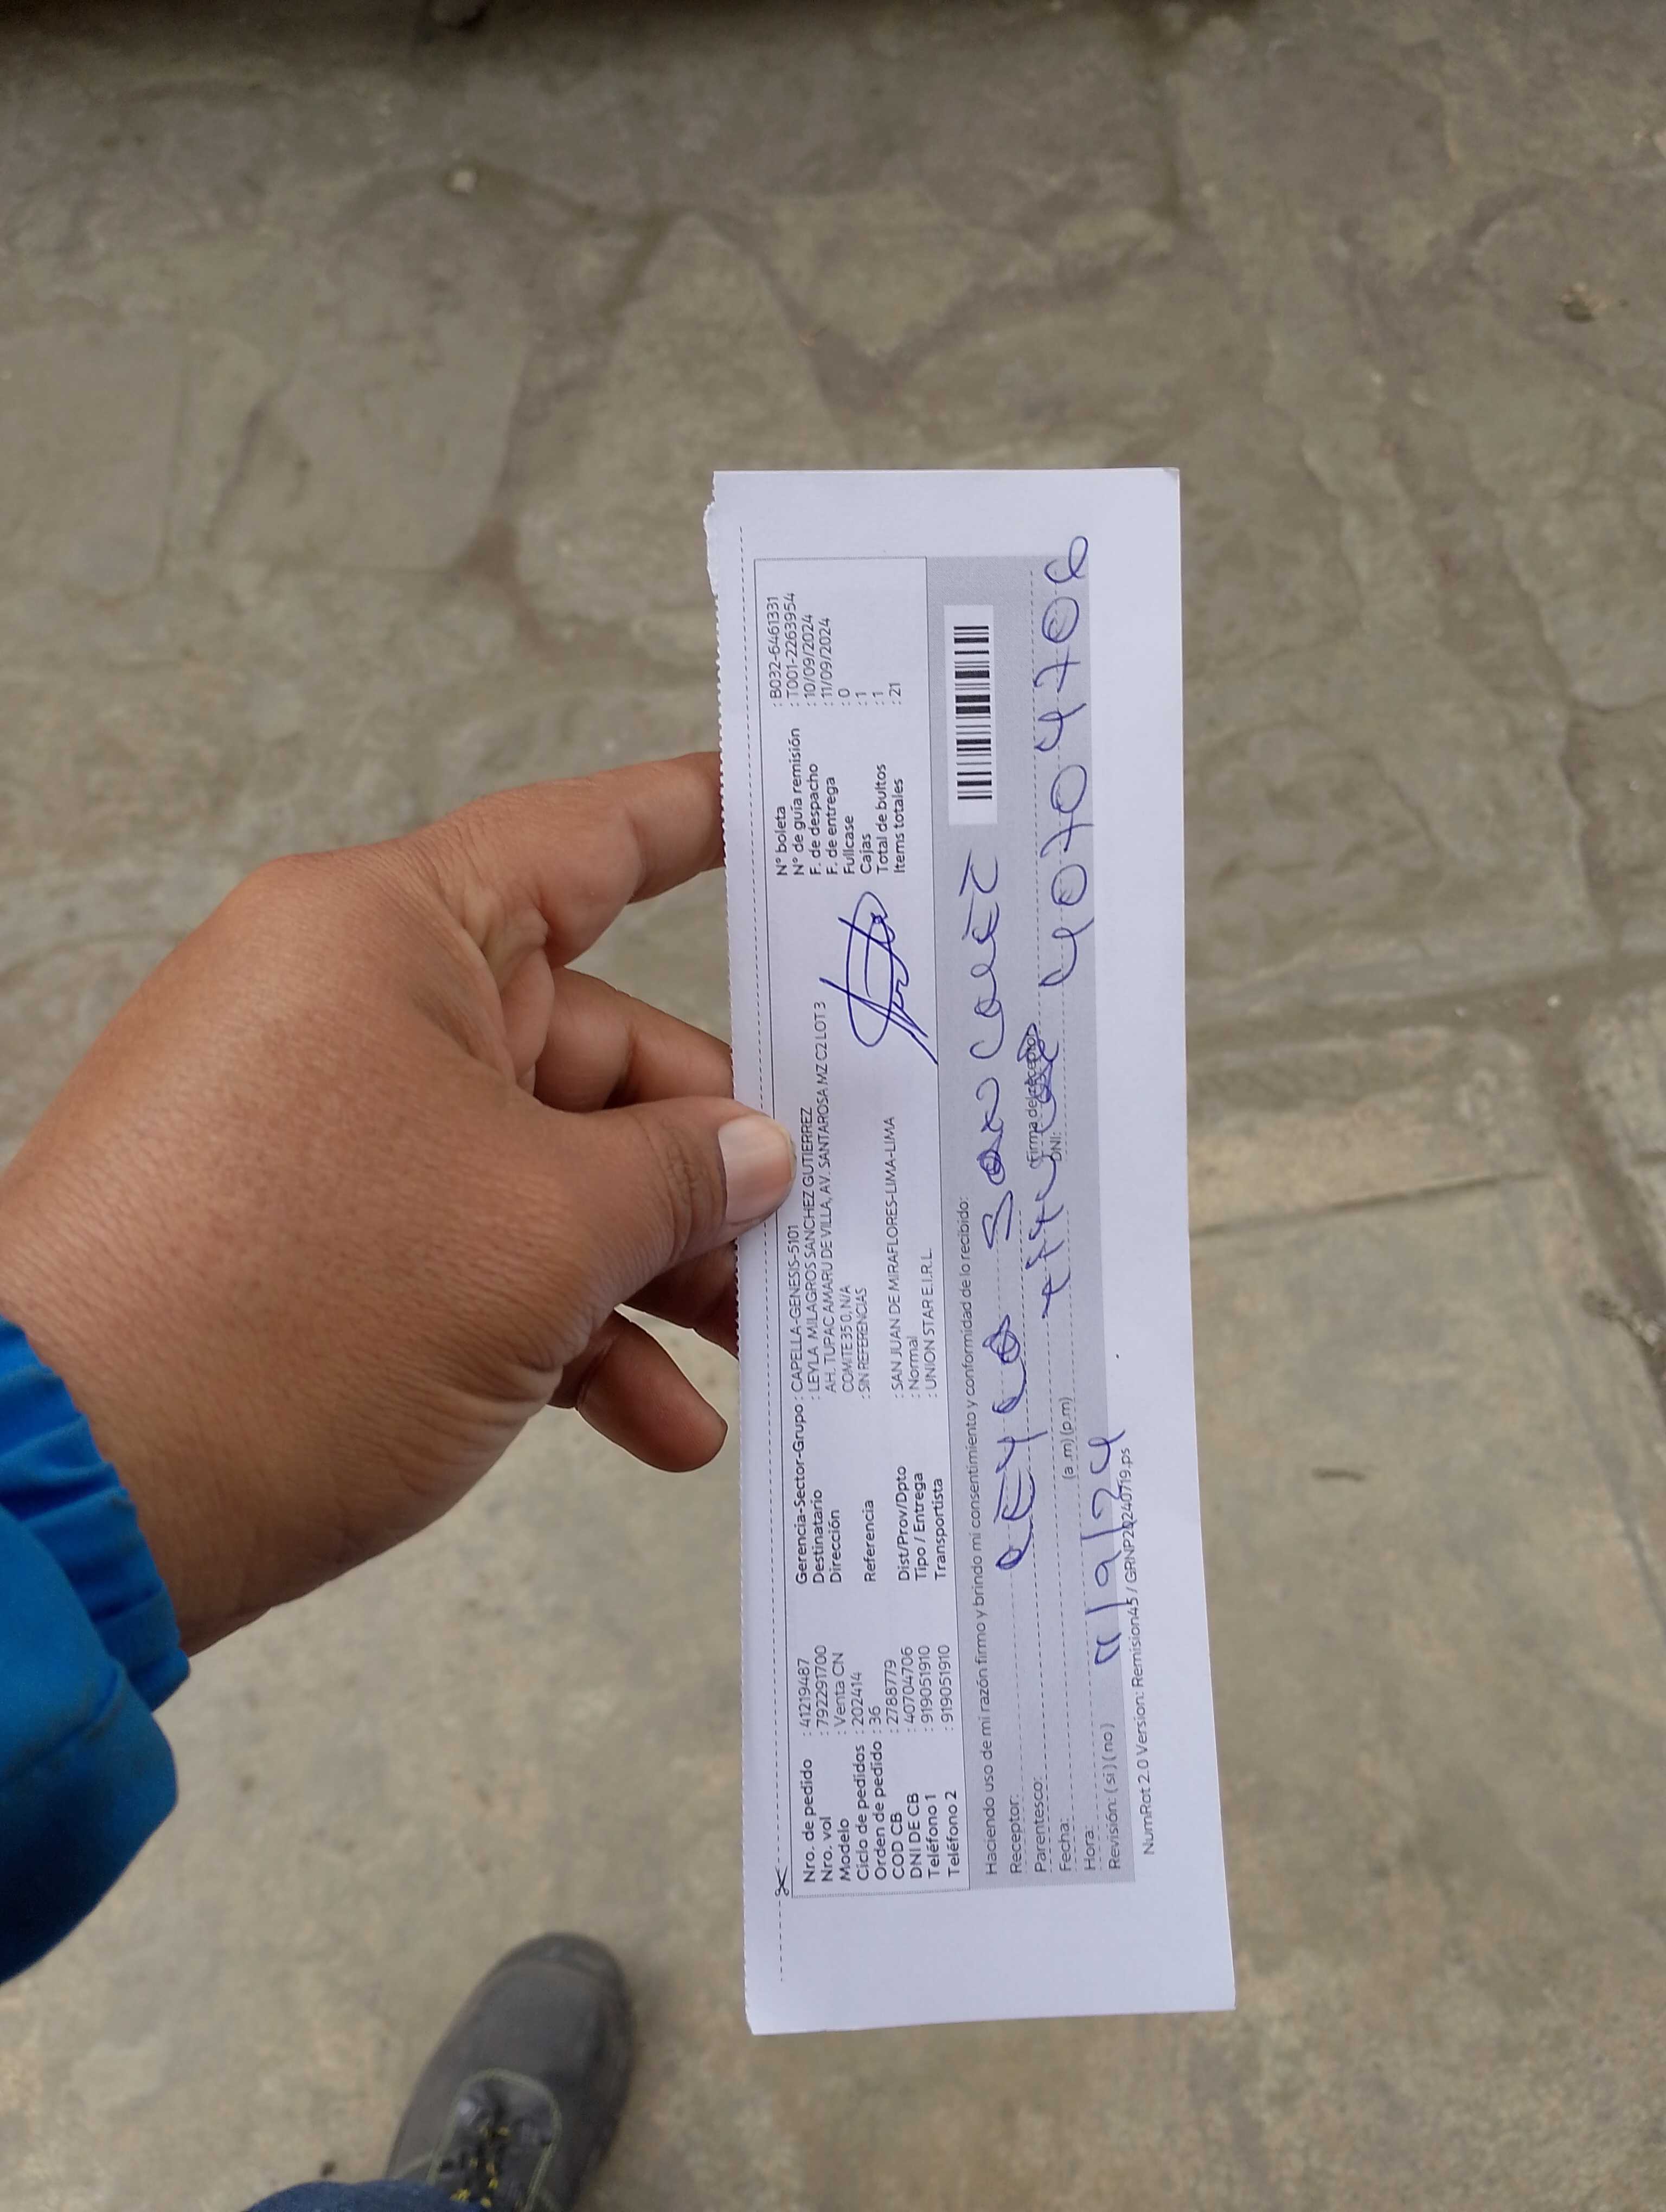 Nro. de pedido : 41219487
Nro. vol : 792291700
Modelo : Venta CN
Ciclo de pedidos : 202414
Orden de pedido : 36
COD CB : 2788779
DNI DE CB : 40704706
Teléfono 1 : 919051910
Teléfono 2 : 919051910
Gerencia-Sector-Grupo : CAPELLA-GENESIS-5101
Destinatario : LEYLA MILAGROS SANCHEZ GUTIERREZ
Dirección AH. TUPAC AMARU DE VILLA, AV. SANTAROSA MZ C2 LOT 3
COMITE 35 0, N/A
Referencia : SIN REFERENCIAS
Dist/Prov/Dpto : SAN JUAN DE MIRAFLORES-LIMA-LIMA
Tipo / Entrega : Normal
Transportista : UNION STAR E.I.R.L.
N° boleta : B032-6461331
N° de guía remisión : T001-2263954
F. de despacho : 10/09/2024
F. de entrega : 11/09/2024
Fullcase : 0
Cajas : 1
Total de bultos : 1
Items totales : 21
Haciendo uso de mi razón firmo y brindo mi consentimiento y conformidad de lo recibido:
Receptor: LEYLA SANCHEZ
Parentesco: titular
Firma de receptor
Fecha: (a .m) (p.m) DNI: 40704706
Hora: 11/9/24
Revisión: ( si ) ( no )
NumRot 2.0 Version: Remision45 / GRNP20240719.ps